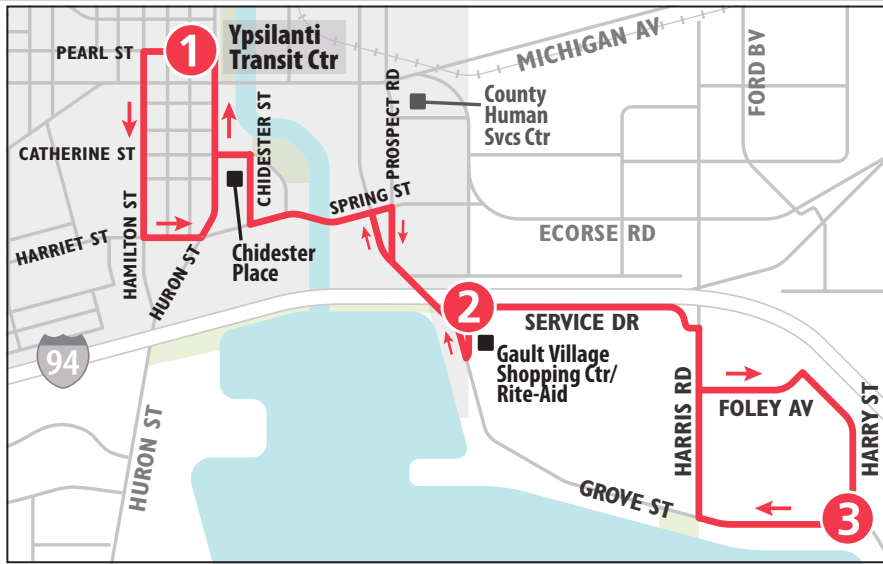 PEARL ST
1
Ypsilanti
Transit Ctr
MICHIGAN AV
FORD BV
County
Human
Svcs Ctr
PROSPECT RD
CHIDESTER ST
CATHERINE ST
SPRING ST
HAMILTON ST
HARRIET ST
HURON ST
Chidester
Place
ECORSE RD
2
SERVICE DR
94
Gault Village
Shopping Ctr/
Rite-Aid
HARRIS RD
FOLEY AV
HARRY ST
HURON ST
GROVE ST
3